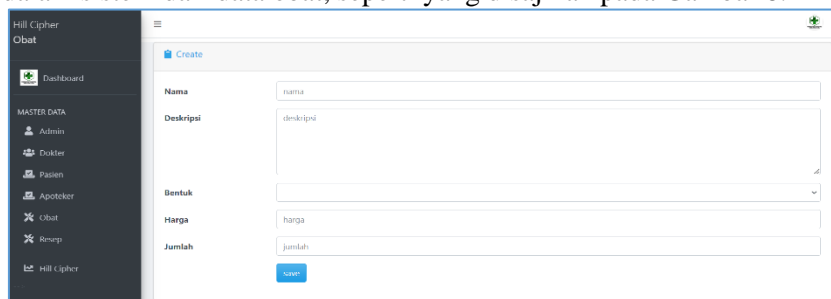 Hill Cipher
Obat
Dashboard
MASTER DATA
Admin
Dokter
Pasien
Apoteker
Obat
Resep
Hill Cipher
Create
Nama
nama
Deskripsi
deskripsi
Bentuk
Harga
harga
Jumlah
jumlah
save